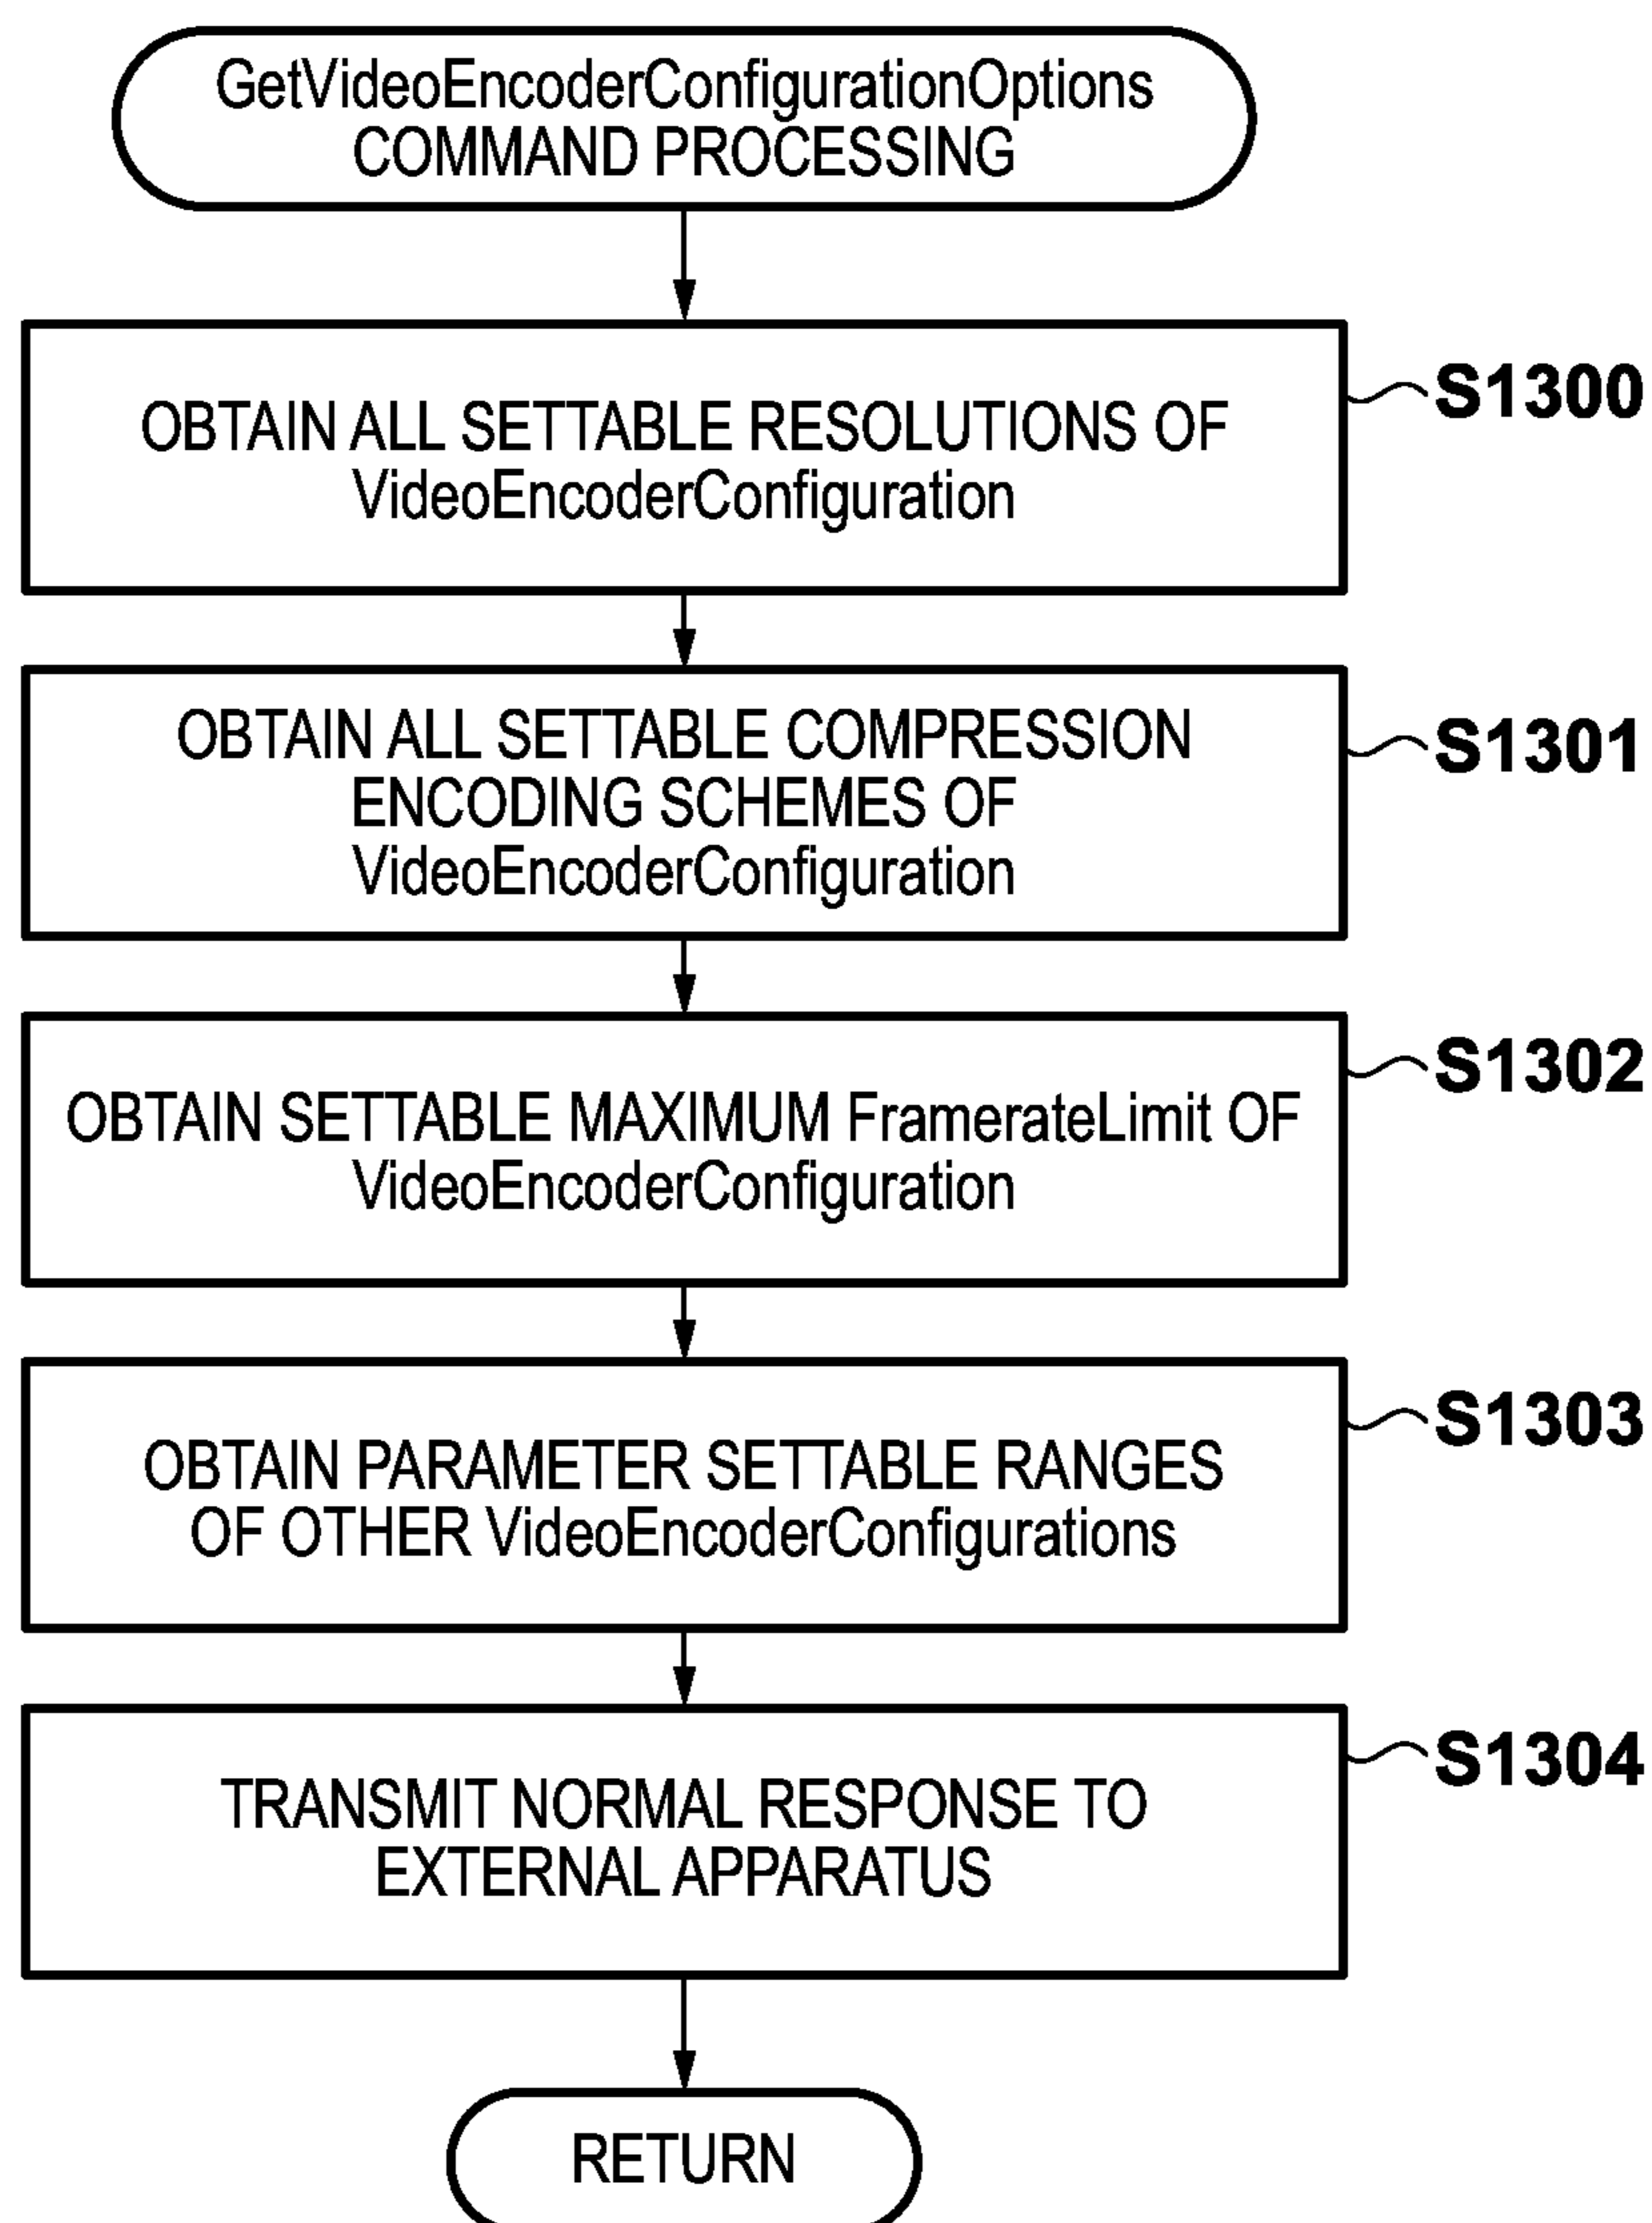 GetVideoEncoderConfigurationOptions
COMMAND PROCESSING
OBTAIN ALL SETTABLE RESOLUTIONS OF
VideoEncoderConfiguration
S1300
OBTAIN ALL SETTABLE COMPRESSION
ENCODING SCHEMES OF
VideoEncoderConfiguration
S1301
OBTAIN SETTABLE MAXIMUM FramerateLimit OF
VideoEncoderConfiguration
S1302
OBTAIN PARAMETER SETTABLE RANGES
OF OTHER VideoEncoderConfigurations
S1303
TRANSMIT NORMAL RESPONSE TO
EXTERNAL APPARATUS
S1304
RETURN